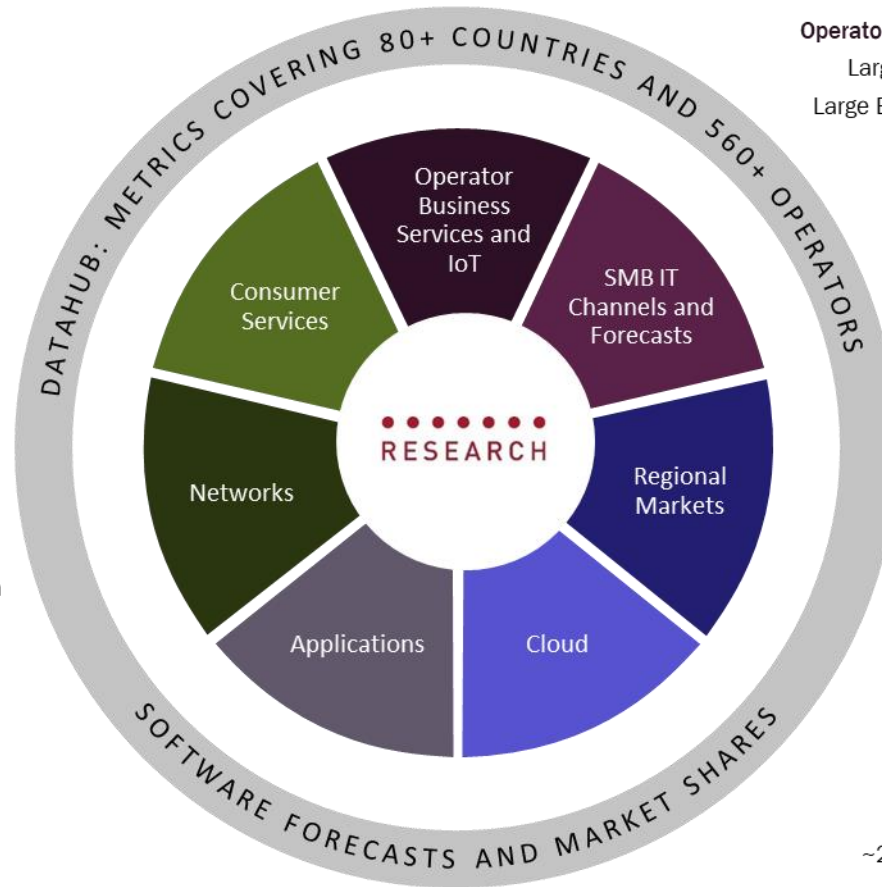 DATAHUB: METRICS COVERING 80+ COUNTRIES AND 560+ OPERATORS
Operator
Business
Services and
IoT
SMB IT
Channels and
Forecasts
Consumer
Services
RESEARCH
Networks
Regional
Markets
Applications
Cloud
SOFTWARE FORECASTS AND MARKET SHARES
Large